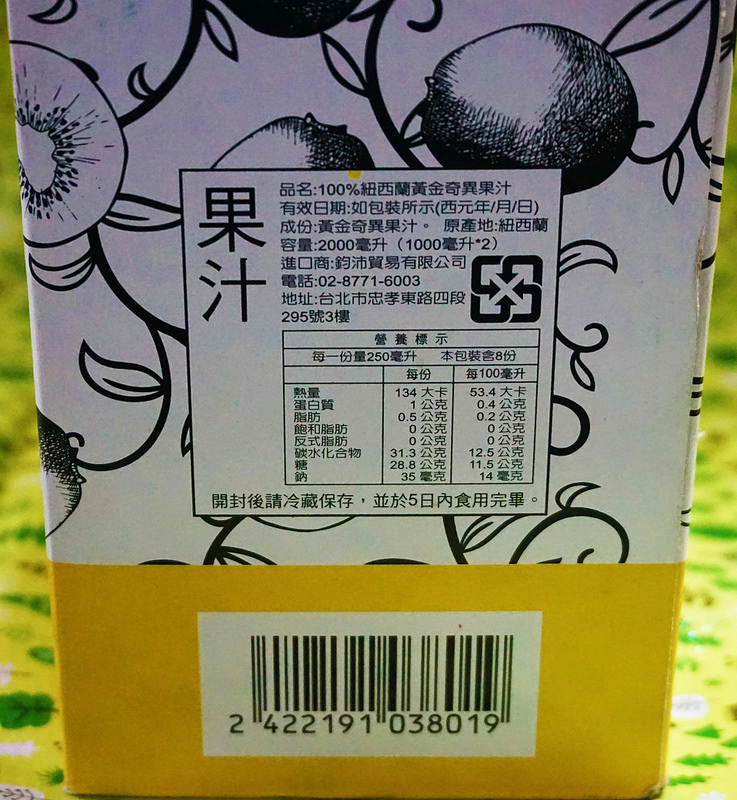 果汁
品名:100%紐西蘭黃金奇異果汁
有效日期:如包裝所示(西元年/月/日)
成份:黃金奇異果汁。 原產地:紐西蘭
容量:2000毫升（1000毫升*2）
進口商:鈞沛貿易有限公司
電話:02-8771-6003
地址:台北市忠孝東路四段
295號3樓
營養標示
每一份量250毫升 本包裝含8份
每份 每100毫升
熱量 134 大卡 53.4 大卡
蛋白質 1 公克 0.4 公克
脂肪 0.5 公克 0.2 公克
飽和脂肪 0 公克 0 公克
反式脂肪 0 公克 0 公克
碳水化合物 31.3 公克 12.5 公克
糖 28.8 公克 11.5 公克
鈉 35 毫克 14 毫克
開封後請冷藏保存，並於5日內食用完畢。
2 422191 038019